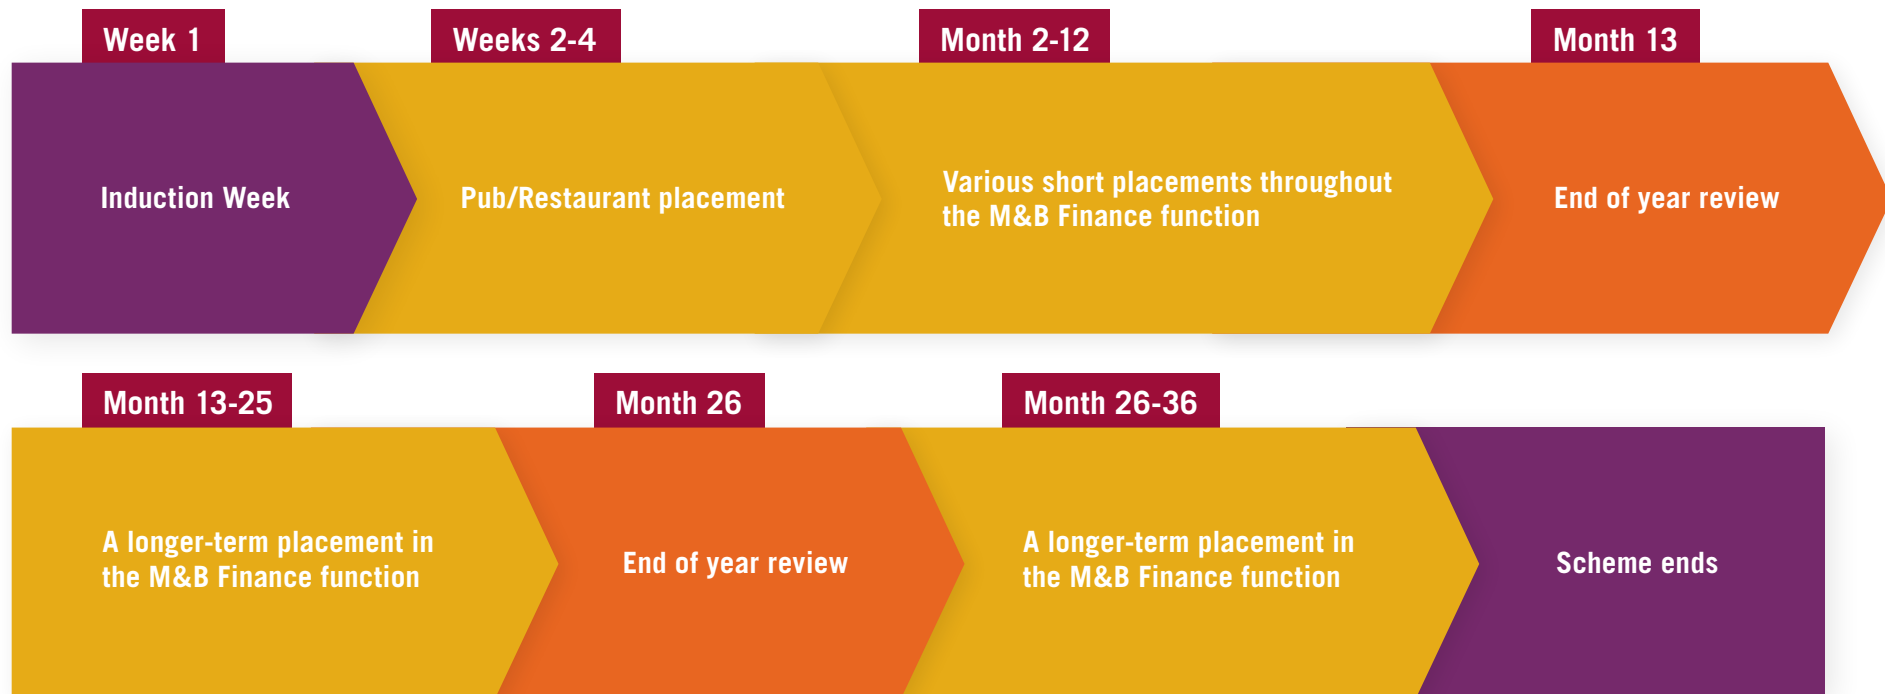 Week 1
Induction Week
Weeks 2-4
Pub/Restaurant placement
Month 2-12
Various short placements throughout
the M&B Finance function
Month 13
End of year review
Month 13-25
A longer-term placement in
the M&B Finance function
Month 26
End of year review
Month 26-36
A longer-term placement in
the M&B Finance function
Scheme ends